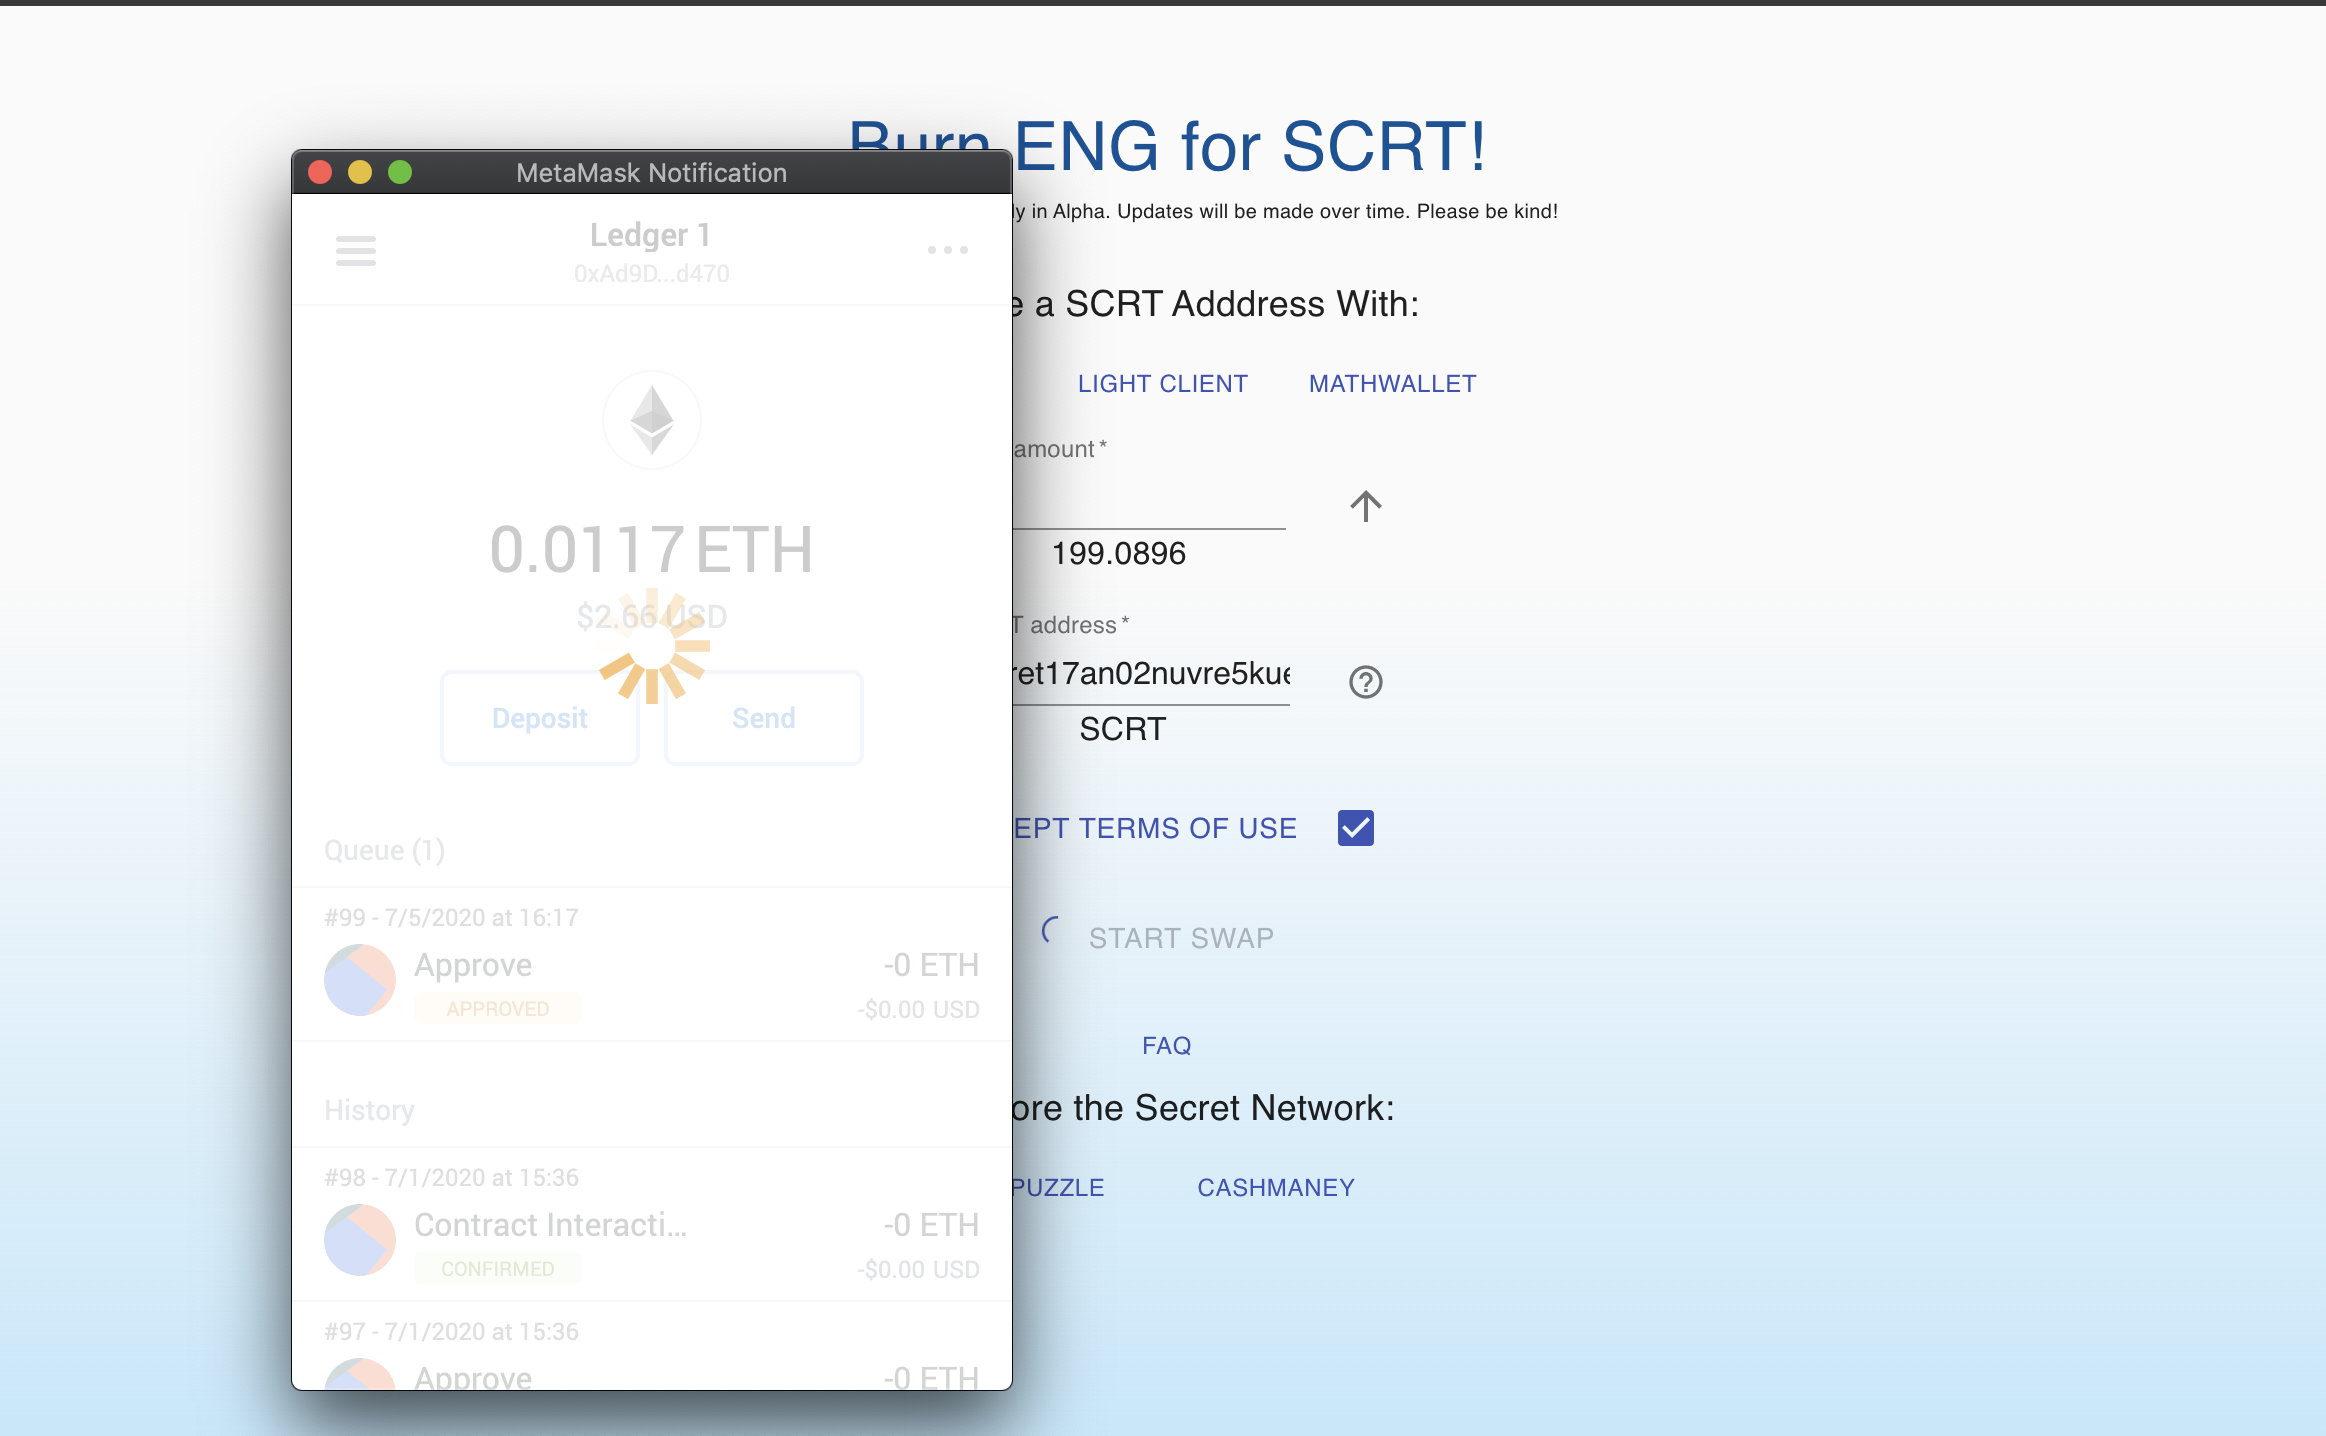 Burn ENG for SCRT!
ly in Alpha. Updates will be made over time. Please be kind!
e a SCRT Adddress With:
LIGHT CLIENT MATHWALLET
amount *
199.0896
T address *
ret17an02nuvre5kue
SCRT
EPT TERMS OF USE
START SWAP
FAQ
ore the Secret Network:
PUZZLE CASHMANEY
MetaMask Notification
Ledger 1
0xAd9D...d470
0.0117 ETH
$2.66 USD
Deposit Send
Queue (1)
#99 - 7/5/2020 at 16:17
Approve -0 ETH
APPROVED -$0.00 USD
History
#98 - 7/1/2020 at 15:36
Contract Interacti... -0 ETH
CONFIRMED -$0.00 USD
#97 - 7/1/2020 at 15:36
Approve -0 ETH